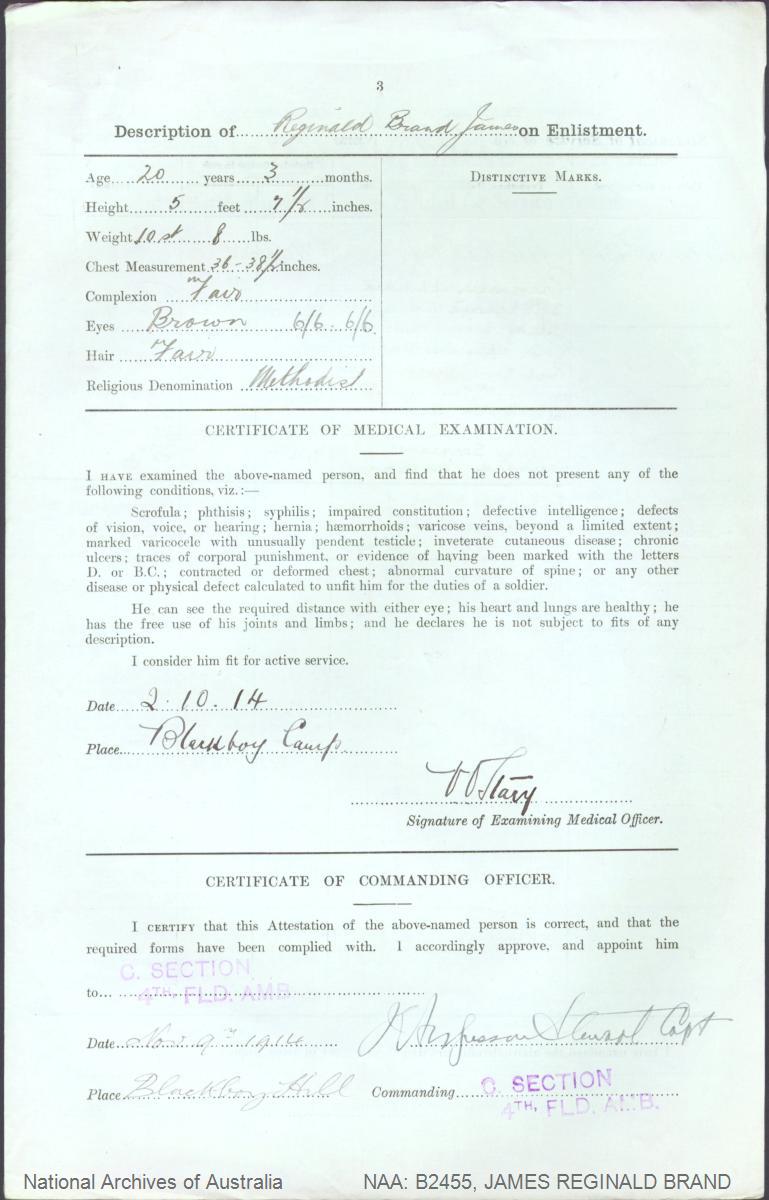 3
Description of Reginald Brand James on Enlistment.
Age 20 years 3 months.
Height 5 feet 7 1/2 inches.
Weight 10 st 8 lbs.
Chest Measurement 36-38 1/2 inches.
Complexion Fair
Eyes Brown 6/6. 6/6
Hair Fair
Religious Denomination Methodist
DISTINCTIVE MARKS.
CERTIFICATE OF MEDICAL EXAMINATION.
I HAVE examined the above-named person, and find that he does not present any of the
following conditions, viz.:—
Scrofula; phthisis; syphilis; impaired constitution; defective intelligence; defects
of vision, voice, or hearing; hernia; hæmorrhoids; varicose veins, beyond a limited extent;
marked varicocele with unusually pendent testicle; inveterate cutaneous disease; chronic
ulcers; traces of corporal punishment, or evidence of having been marked with the letters
D. or B.C.; contracted or deformed chest; abnormal curvature of spine; or any other
disease or physical defect calculated to unfit him for the duties of a soldier.
He can see the required distance with either eye; his heart and lungs are healthy; he
has the free use of his joints and limbs; and he declares he is not subject to fits of any
description.
I consider him fit for active service.
Date 2.10.14
Place Blackboy Camp
Signature of Examining Medical Officer.
CERTIFICATE OF COMMANDING OFFICER.
I CERTIFY that this Attestation of the above-named person is correct, and that the
required forms have been complied with. I accordingly approve, and appoint him
C. SECTION
to 4TH. FLD. AMB
Date Nov 9th 1914 Stewart Capt
Place Blackboy Hill Commanding C. SECTION
4TH. FLD. AMB.
National Archives of Australia NAA: B2455, JAMES REGINALD BRAND